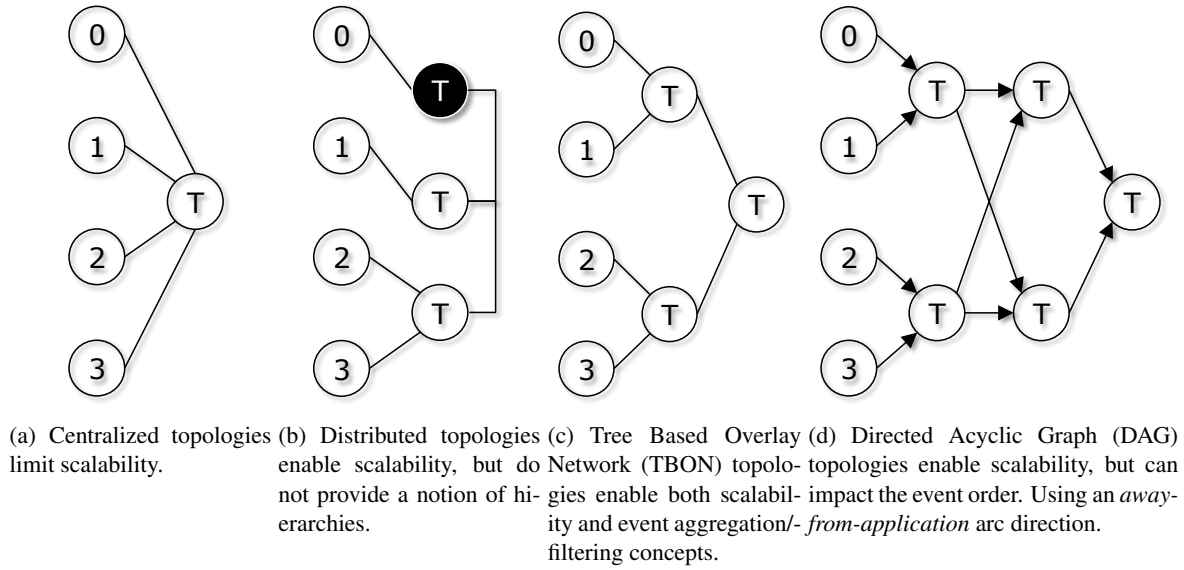 0
1
2
3
T
0
1
2
3
T
T
T
0
1
2
3
T
T
T
0
1
2
3
T
T
T
T
T
(a) Centralized topologies
limit scalability.
(b) Distributed topologies
enable scalability, but do
not provide a notion of hi-
erarchies.
(c) Tree Based Overlay
Network (TBON) topolo-
gies enable both scalabil-
ity and event aggregation/-
filtering concepts.
(d) Directed Acyclic Graph (DAG)
topologies enable scalability, but can
impact the event order. Using an away-
from-application arc direction.